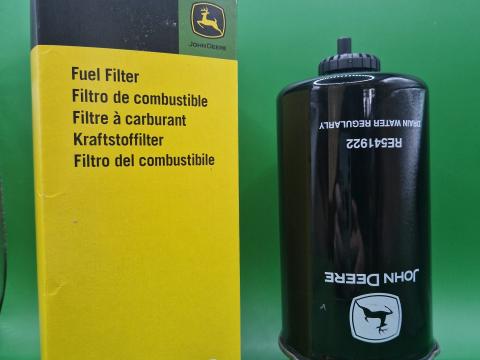 JOHN DEERE
Fuel Filter
Filtro de combustible
Filtre à carburant
Kraftstoffilter
Filtro del combustibile
JOHN DEERE
RE541922
DRAIN WATER REGULARLY